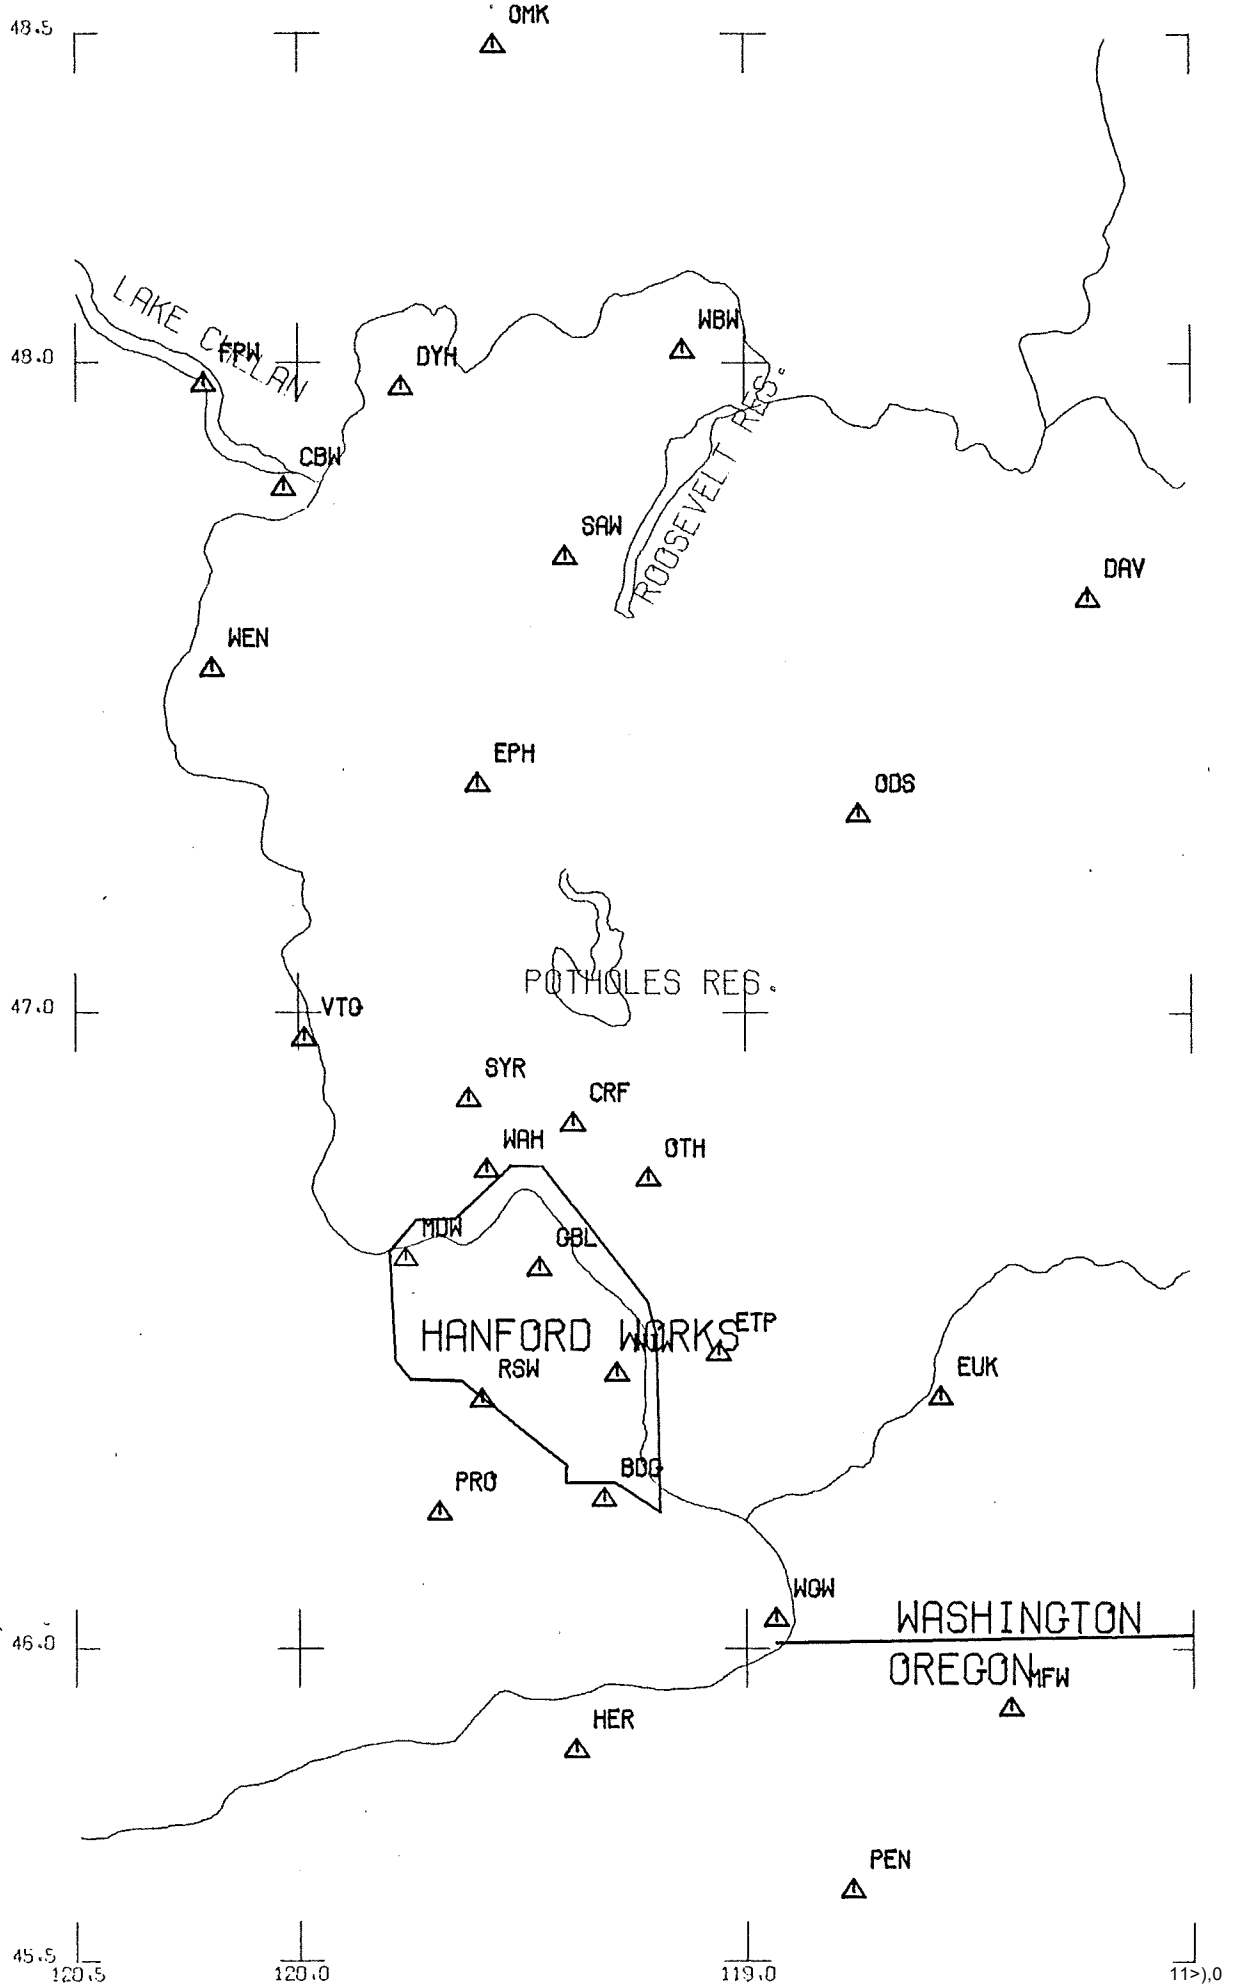 OMK
48.5
LAKE CHELAN
WBW
48.0
FPW
DYH
ROOSEVELT RES.
CBW
SAW
DAV
WEN
EPH
ODS
POTHOLES RES.
47.0
VTG
SYR
CRF
WAH
OTH
MDW
GBL
HANFORD WORKS
ETP
RSW
EUK
BDG
PRO
WGW
WASHINGTON
46.0
OREGON
MFW
HER
PEN
45.5
120.5
120.0
119.0